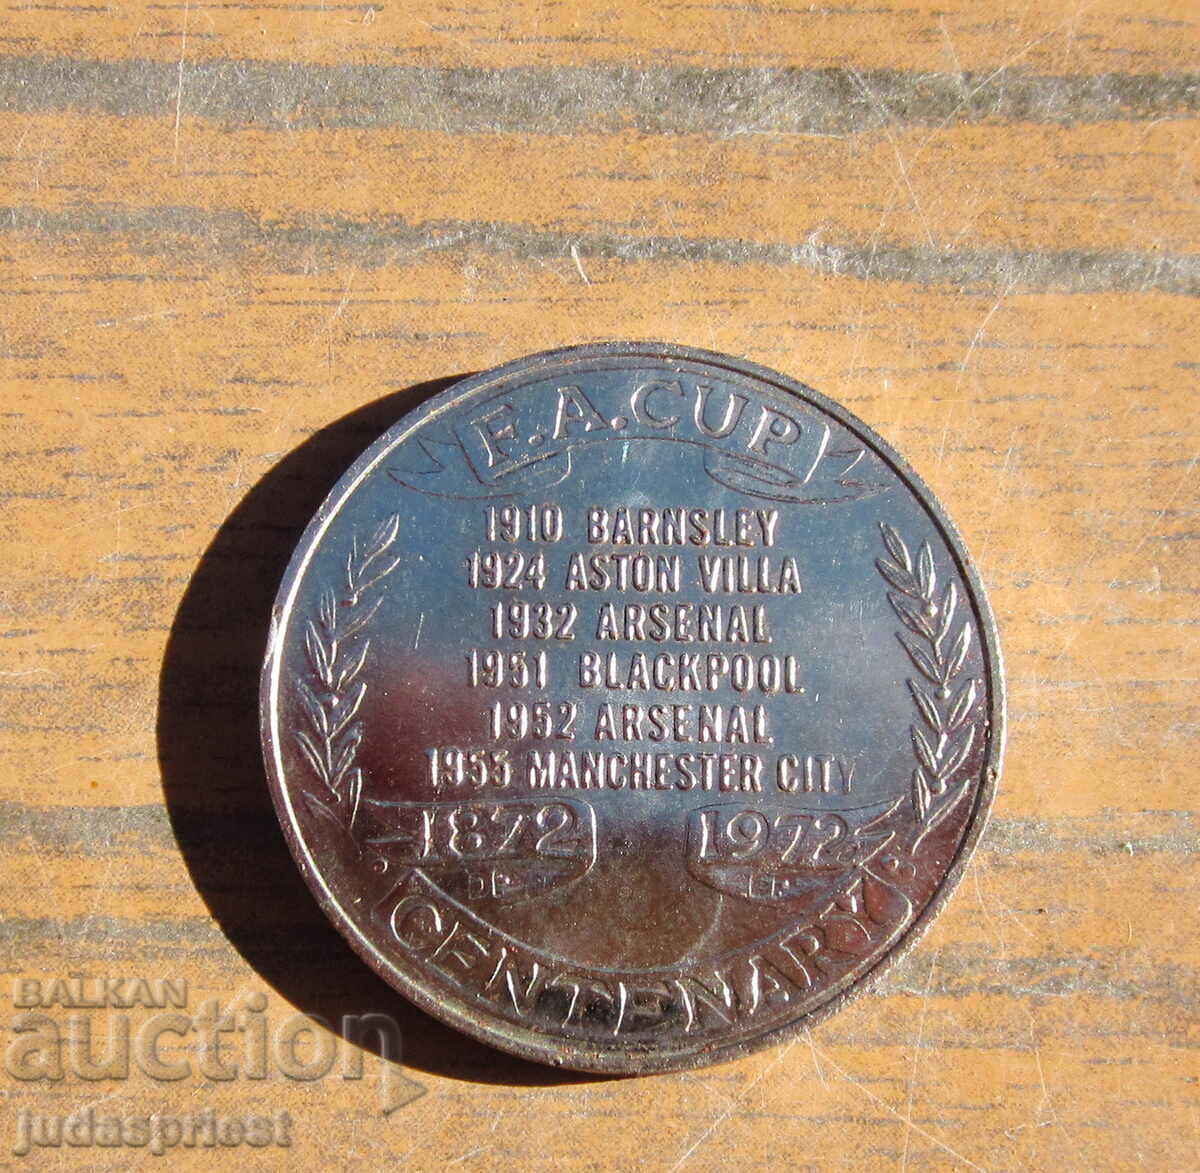 F.A.CUP
1910 BARNSLEY
1924 ASTON VILLA
1932 ARSENAL
1951 BLACKPOOL
1952 ARSENAL
1955 MANCHESTER CITY
1872 1972
CENTENARY
BALKAN
auction
judaspriest